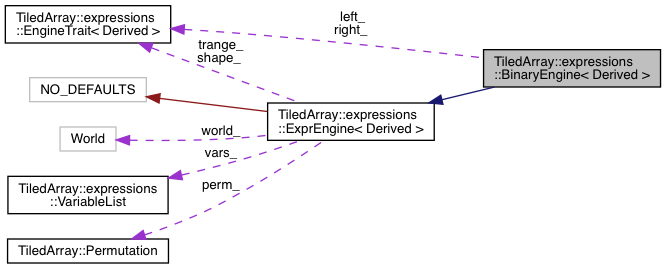 TiledArray::expressions
::EngineTrait< Derived >
left_
right_
trange_
shape_
TiledArray::expressions
::BinaryEngine< Derived >
NO_DEFAULTS
TiledArray::expressions
::ExprEngine< Derived >
World
world_
vars_
TiledArray::expressions
::VariableList
perm_
TiledArray::Permutation